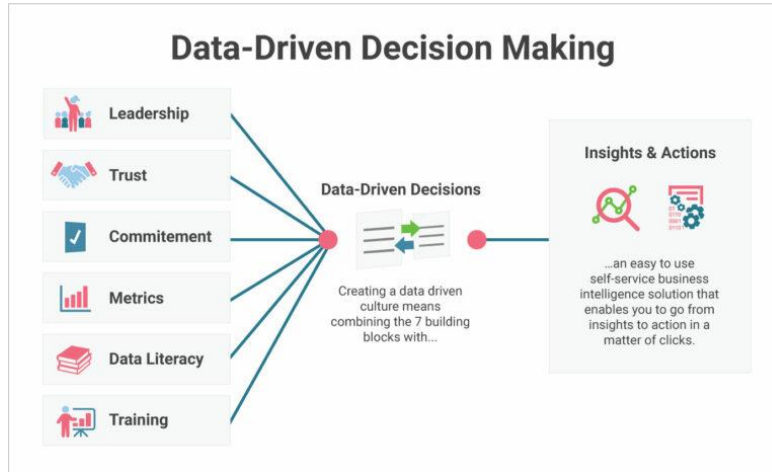 Data-Driven Decision Making
Leadership
Trust
Commitement
Metrics
Data Literacy
Training
Data-Driven Decisions
Creating a data driven
culture means
combining the 7 building
blocks with...
Insights & Actions
...an easy to use
self-service business
intelligence solution that
enables you to go from
insights to action in a
matter of clicks.